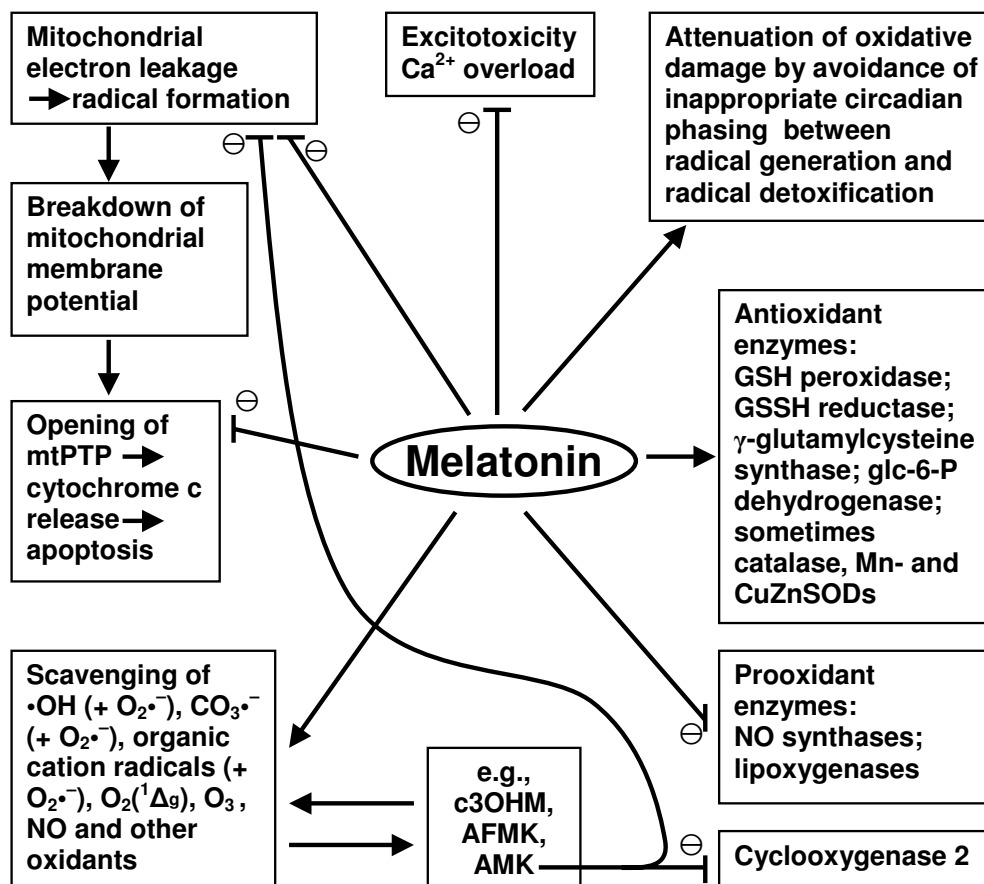 Mitochondrial
electron leakage
→radical formation
Excitotoxicity
Ca²⁺ overload
Attenuation of oxidative
damage by avoidance of
inappropriate circadian
phasing between
radical generation and
radical detoxification
⊖
⊖
⊖
Breakdown of
mitochondrial
membrane
potential
Antioxidant
enzymes:
GSH peroxidase;
GSSH reductase;
γ-glutamylcysteine
synthase; glc-6-P
dehydrogenase;
sometimes
catalase, Mn- and
CuZnSODs
⊖
Opening of
mtPTP →
cytochrome c
release→
apoptosis
Melatonin
Scavenging of
•OH (+ O₂•⁻), CO₃•⁻
(+ O₂•⁻), organic
cation radicals (+
O₂•⁻), O₂(¹Δg), O₃ ,
NO and other
oxidants
e.g.,
c3OHM,
AFMK,
AMK
⊖
Prooxidant
enzymes:
NO synthases;
lipoxygenases
⊖
Cyclooxygenase 2